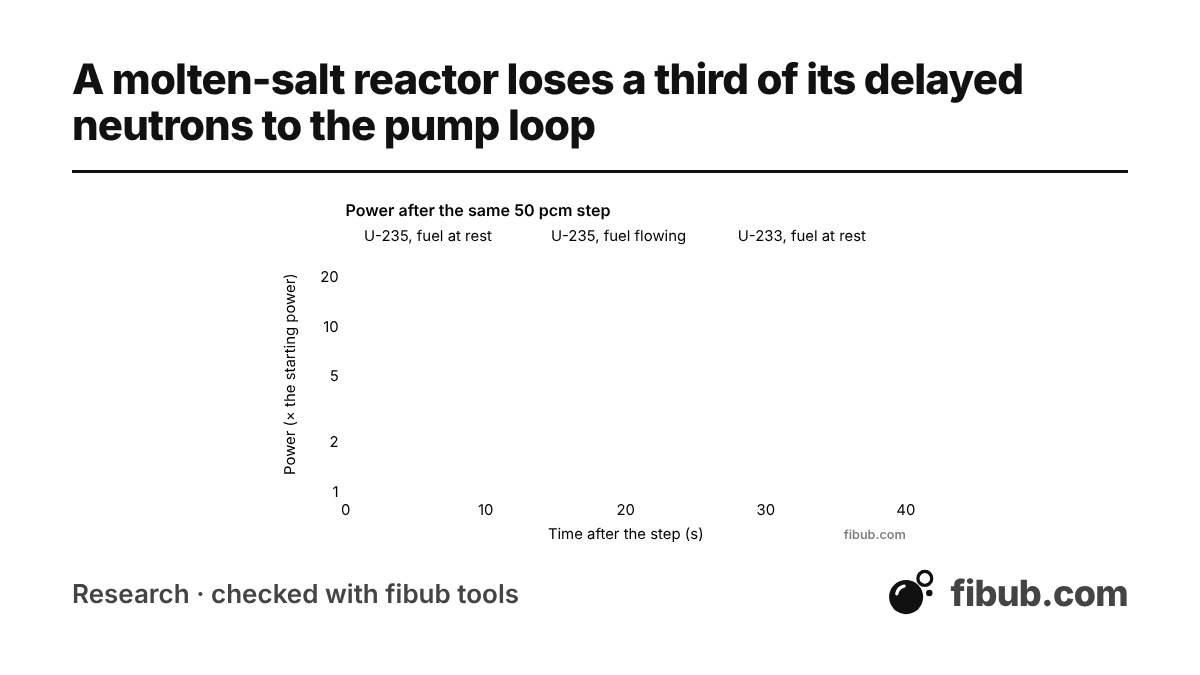 A molten-salt reactor loses a third of its delayed
neutrons to the pump loop
Power after the same 50 pcm step
U-235, fuel at rest
U-235, fuel flowing
U-233, fuel at rest
Power (× the starting power)
20
10
5
2
1
0
10
20
30
40
Time after the step (s)
fibub.com
Research · checked with fibub tools
fibub.com